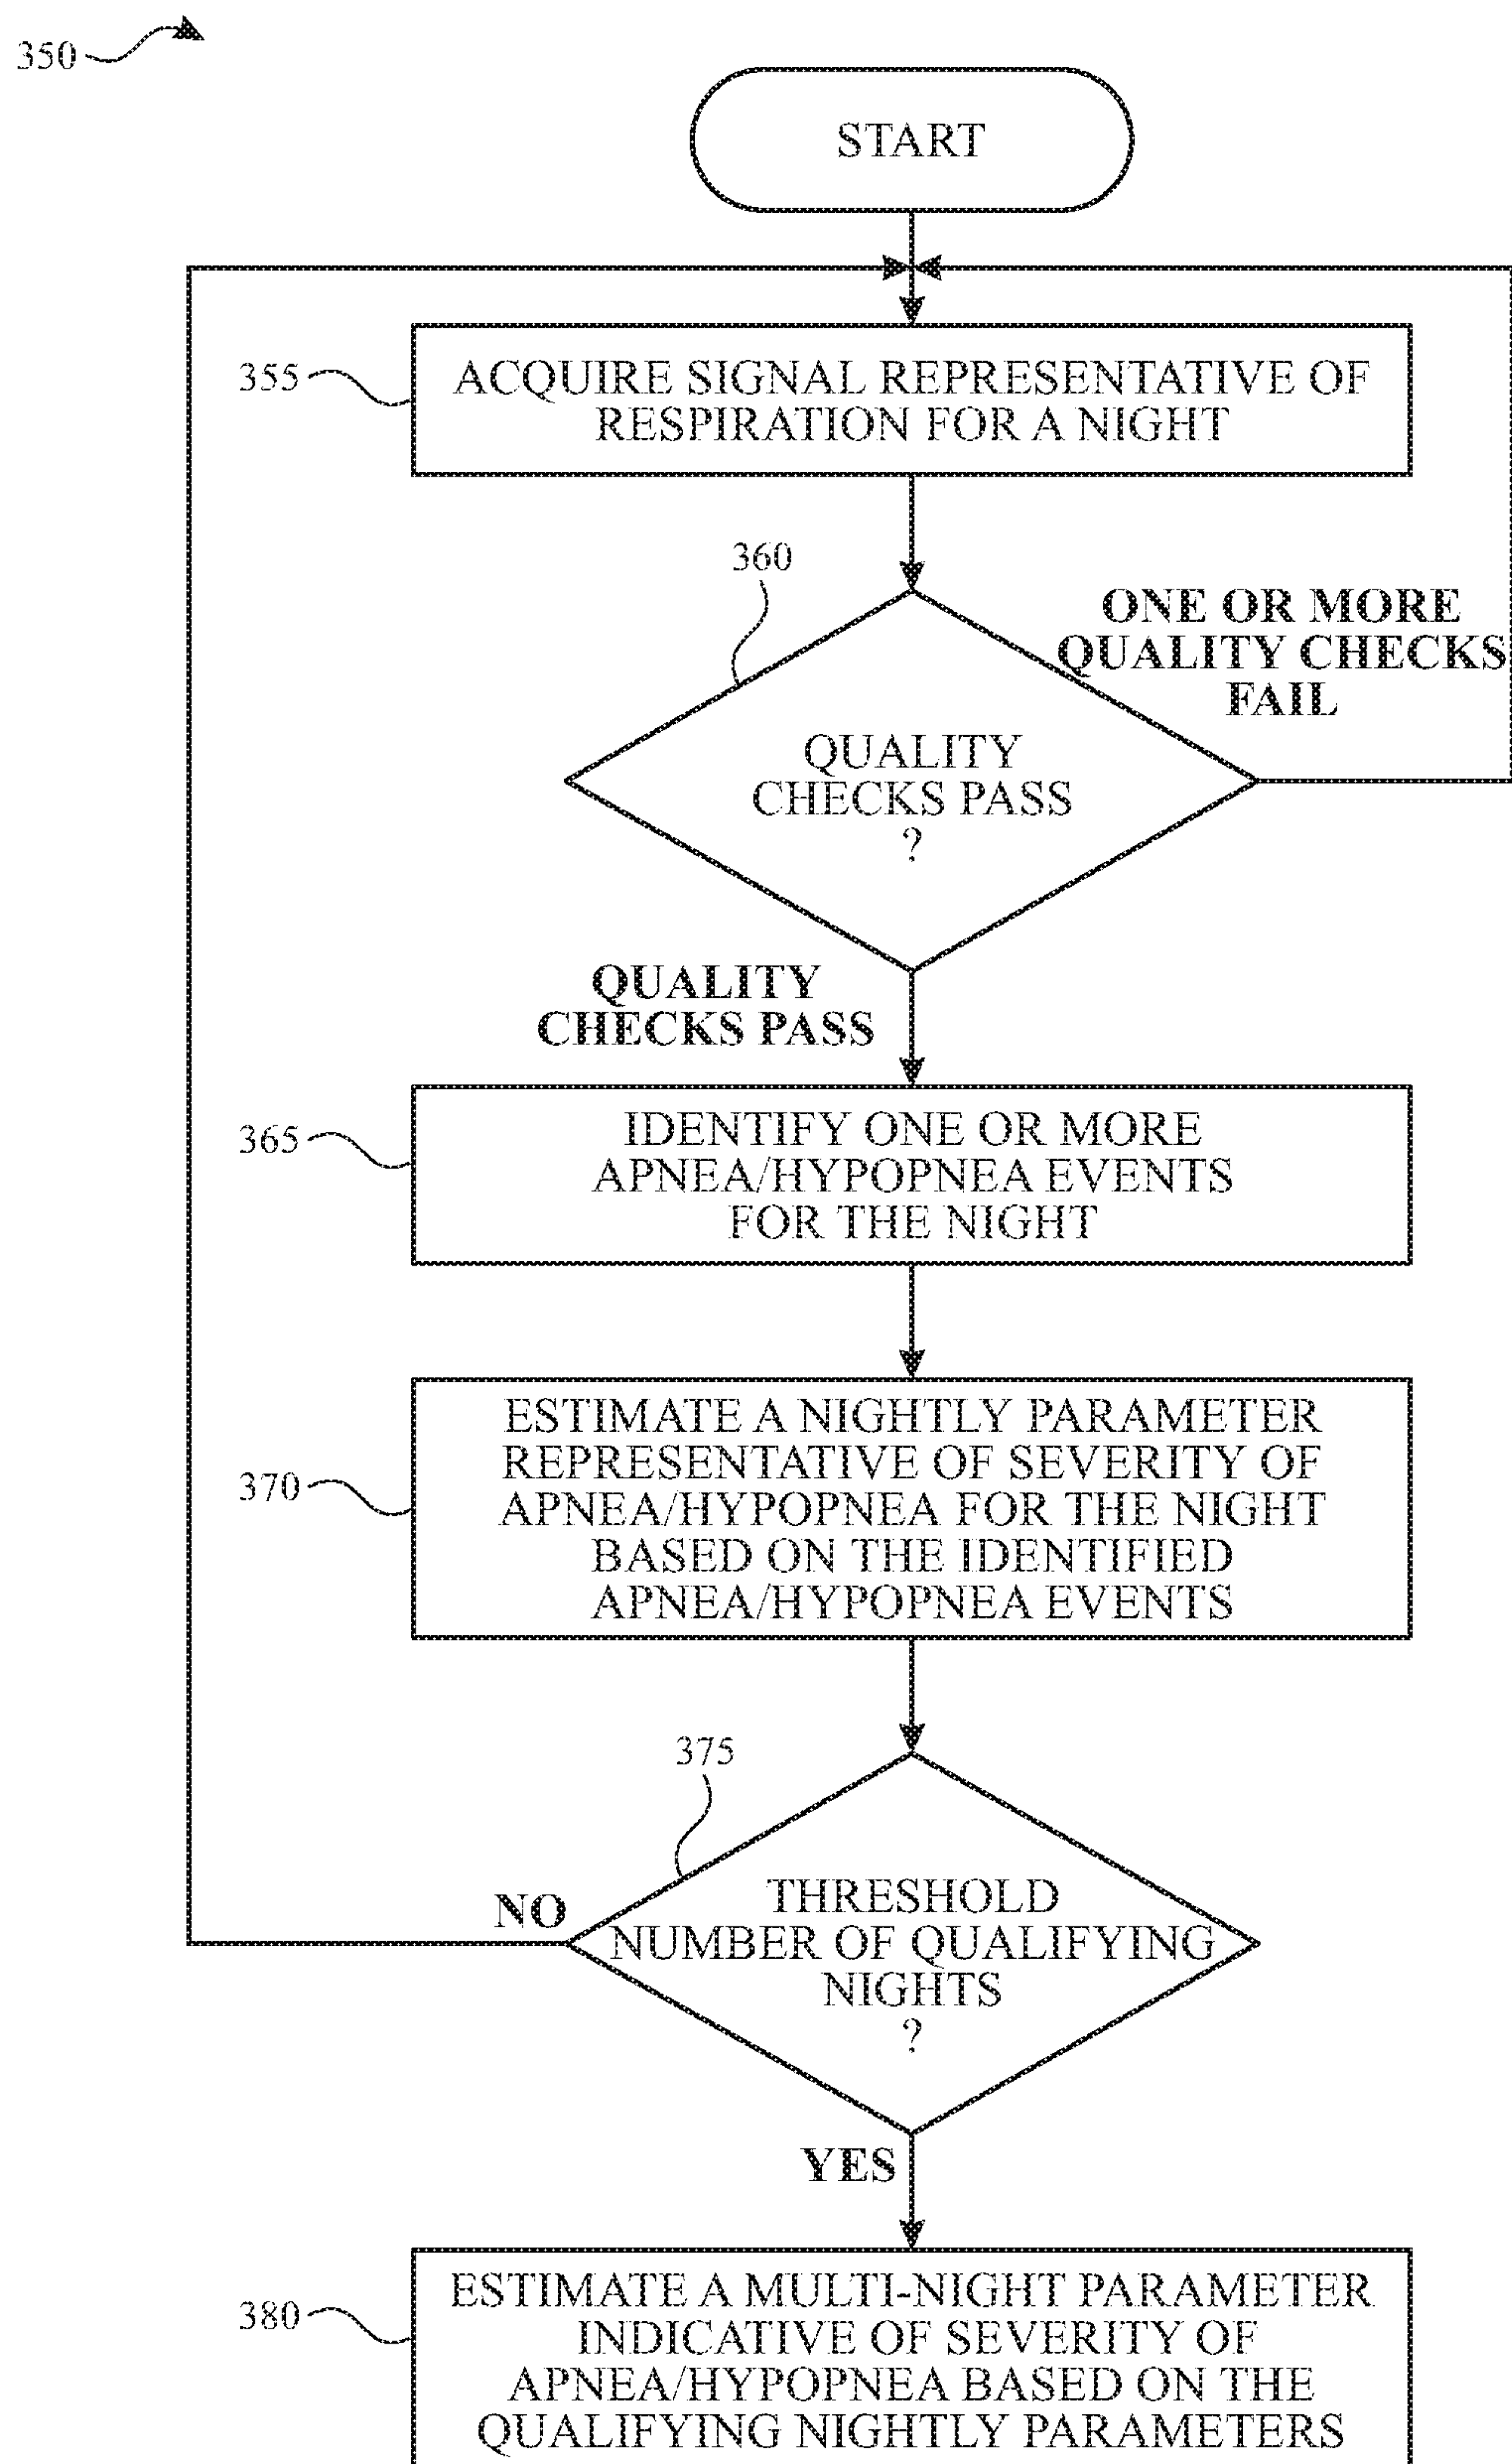 350
START
355
ACQUIRE SIGNAL REPRESENTATIVE OF
RESPIRATION FOR A NIGHT
360
ONE OR MORE
QUALITY CHECKS
FAIL
QUALITY
CHECKS PASS
?
QUALITY
CHECKS PASS
365
IDENTIFY ONE OR MORE
APNEA/HYPOPNEA EVENTS
FOR THE NIGHT
370
ESTIMATE A NIGHTLY PARAMETER
REPRESENTATIVE OF SEVERITY OF
APNEA/HYPOPNEA FOR THE NIGHT
BASED ON THE IDENTIFIED
APNEA/HYPOPNEA EVENTS
375
NO
THRESHOLD
NUMBER OF QUALIFYING
NIGHTS
?
YES
380
ESTIMATE A MULTI-NIGHT PARAMETER
INDICATIVE OF SEVERITY OF
APNEA/HYPOPNEA BASED ON THE
QUALIFYING NIGHTLY PARAMETERS